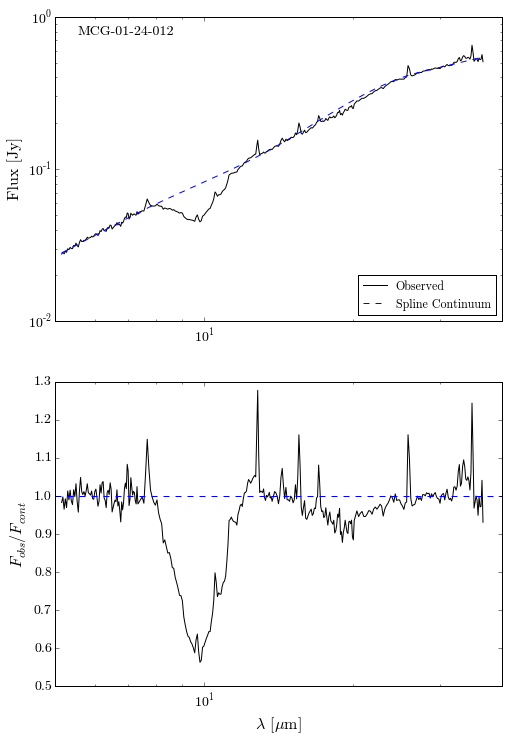 10^0
MCG-01-24-012
Flux [Jy]
10^-1
Observed
Spline Continuum
10^-2
10^1
1.3
1.2
1.1
1.0
F_obs/F_cont
0.9
0.8
0.7
0.6
0.5
10^1
λ [μm]